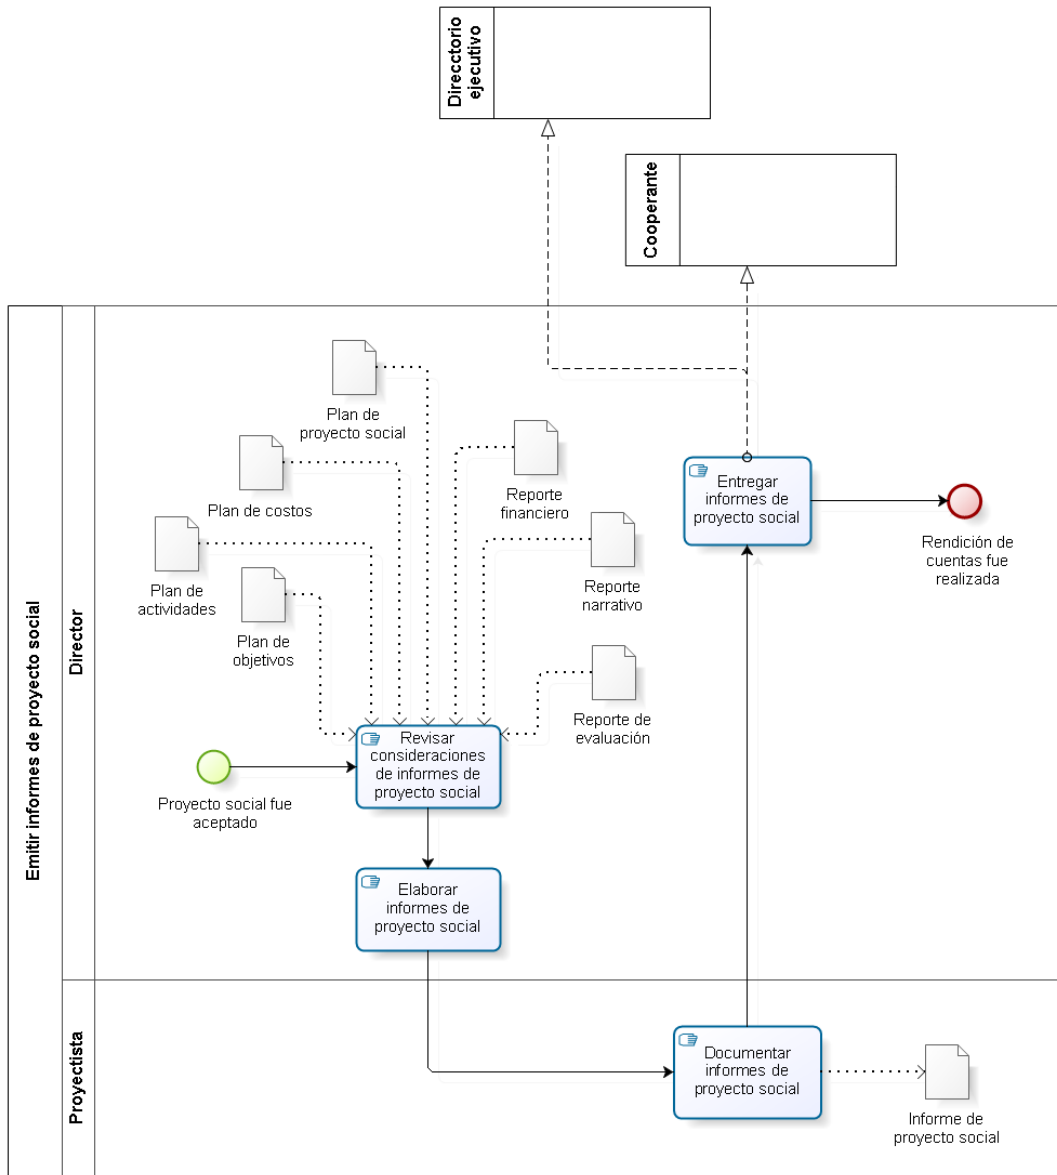 Direcctorio
ejecutivo
Cooperante
Emitir informes de proyecto social
Director
Plan de
proyecto social
Plan de costos
Plan de
actividades
Plan de
objetivos
Reporte
financiero
Reporte
narrativo
Reporte de
evaluación
Entregar
informes de
proyecto social
Rendición de
cuentas fue
realizada
Proyecto social fue
aceptado
Revisar
consideraciones
de informes de
proyecto social
Elaborar
informes de
proyecto social
Proyectista
Documentar
informes de
proyecto social
Informe de
proyecto social